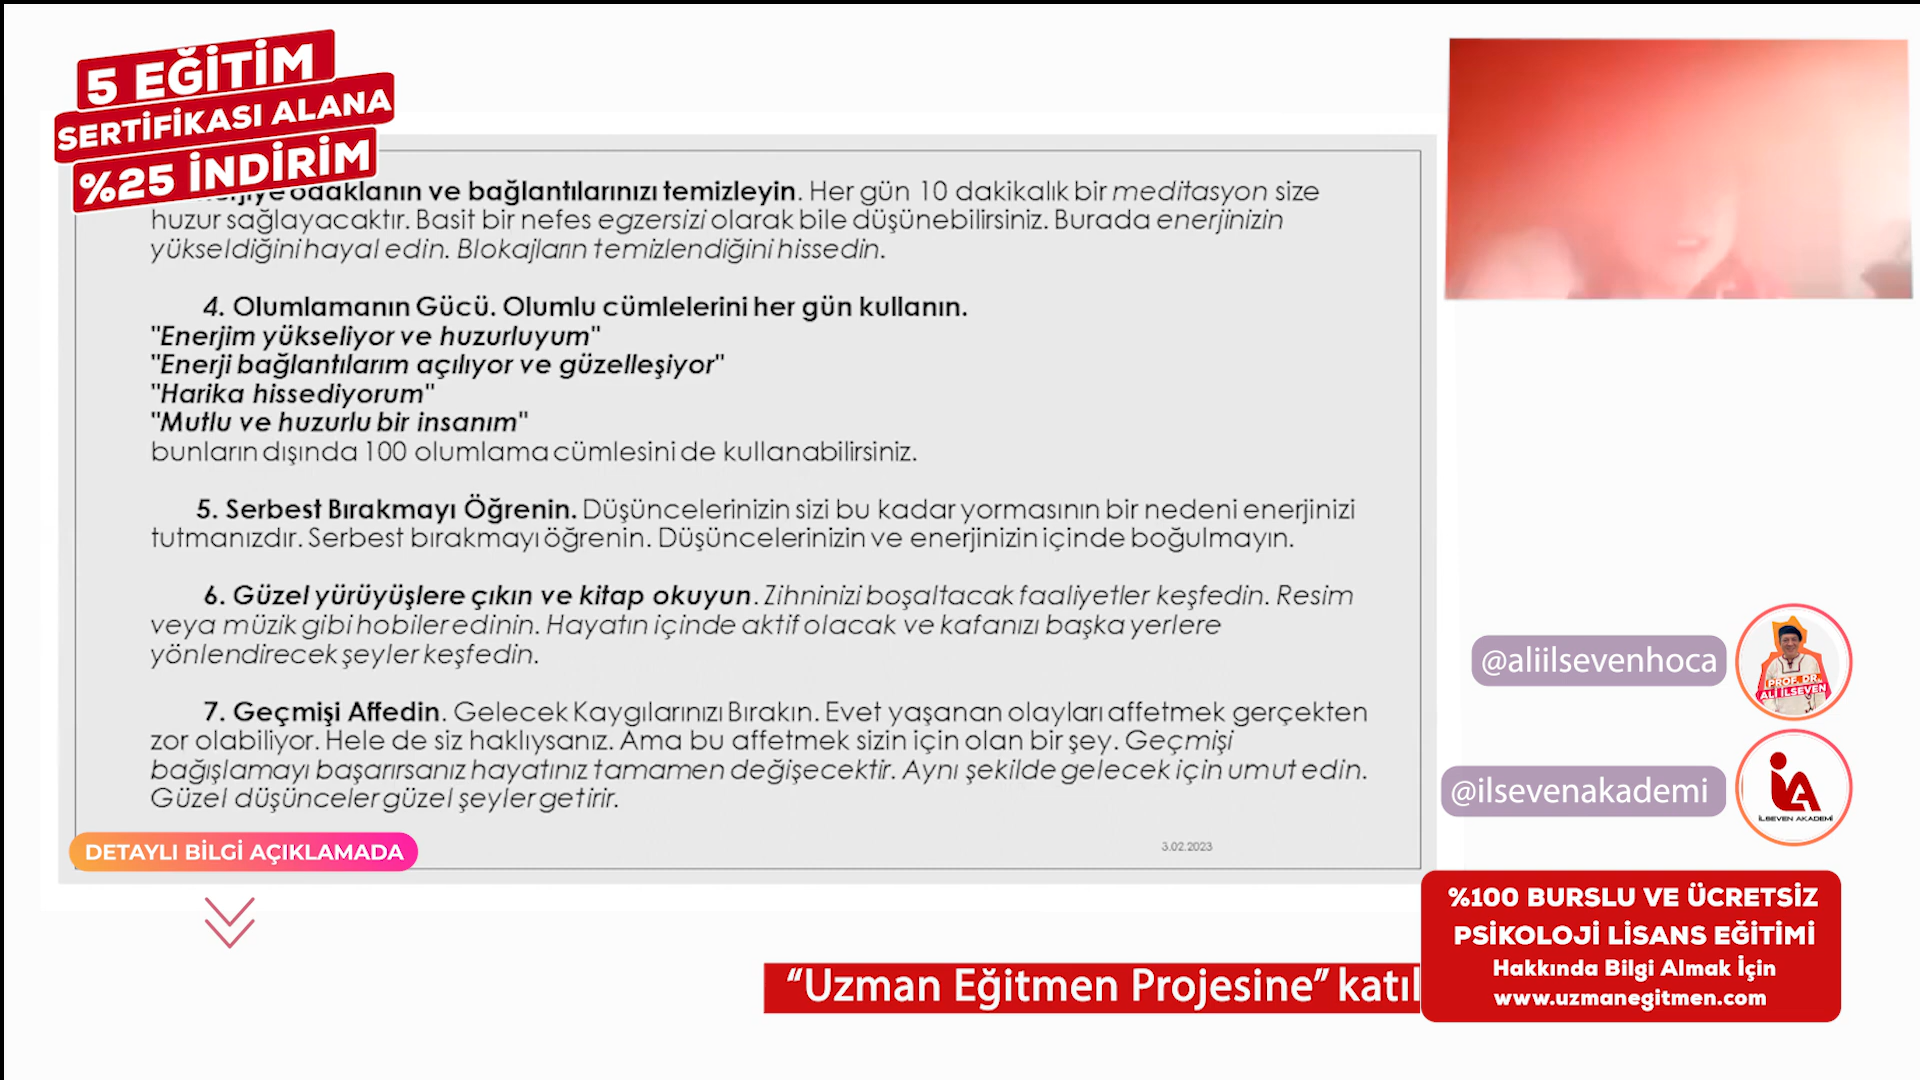 5 EĞİTİM
SERTİFİKASI ALANA
%25 İNDİRİM
odaklanın ve bağlantılarınızı temizleyin. Her gün 10 dakikalık bir meditasyon size
huzur sağlayacaktır. Basit bir nefes egzersizi olarak bile düşünebilirsiniz. Burada enerjinizin
yükseldiğini hayal edin. Blokajların temizlendiğini hissedin.
4. Olumlamanın Gücü. Olumlu cümlelerini her gün kullanın.
"Enerjim yükseliyor ve huzurluyum"
"Enerji bağlantılarım açılıyor ve güzelleşiyor"
"Harika hissediyorum"
"Mutlu ve huzurlu bir insanım"
bunların dışında 100 olumlama cümlesini de kullanabilirsiniz.
5. Serbest Bırakmayı Öğrenin. Düşüncelerinizin sizi bu kadar yormasının bir nedeni enerjinizi
tutmanızdır. Serbest bırakmayı öğrenin. Düşüncelerinizin ve enerjinizin içinde boğulmayın.
6. Güzel yürüyüşlere çıkın ve kitap okuyun. Zihninizi boşaltacak faaliyetler keşfedin. Resim
veya müzik gibi hobiler edinin. Hayatın içinde aktif olacak ve kafanızı başka yerlere
yönlendirecek şeyler keşfedin.
7. Geçmişi Affedin. Gelecek Kaygılarınızı Bırakın. Evet yaşanan olayları affetmek gerçekten
zor olabiliyor. Hele de siz haklıysanız. Ama bu affetmek sizin için olan bir şey. Geçmişi
bağışlamayı başarırsanız hayatınız tamamen değişecektir. Aynı şekilde gelecek için umut edin.
Güzel düşünceler güzel şeyler getirir.
3.02.2023
DETAYLI BİLGİ AÇIKLAMADA
@aliilsevenhoca
PROF. DR.
ALİ İLSEVEN
@ilsevenakademi
İLSEVEN AKADEMİ
%100 BURSLU VE ÜCRETSİZ
PSİKOLOJİ LİSANS EĞİTİMİ
Hakkında Bilgi Almak İçin
www.uzmanegitmen.com
“Uzman Eğitmen Projesine” katıl